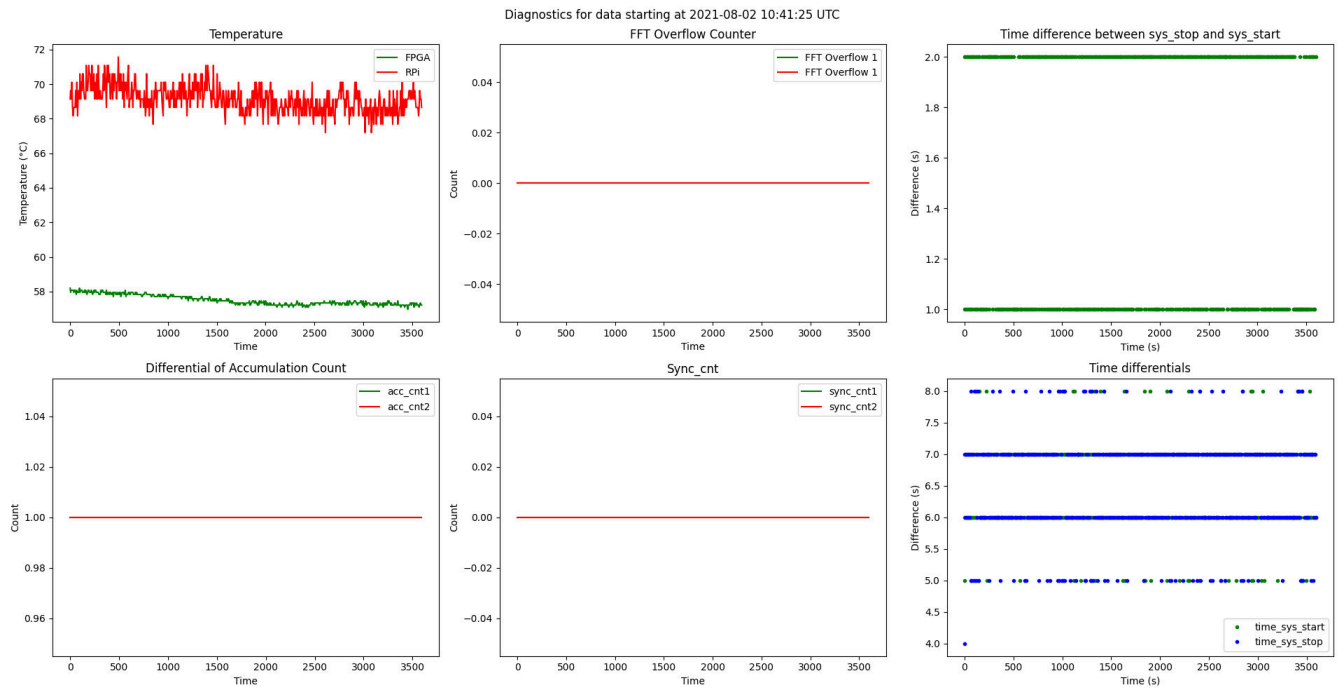 Diagnostics for data starting at 2021-08-02 10:41:25 UTC
Temperature
72
70
68
66
64
62
60
58
Temperature (°C)
FPGA
RPi
0 500 1000 1500 2000 2500 3000 3500
Time
FFT Overflow Counter
0.04
0.02
0.00
−0.02
−0.04
Count
FFT Overflow 1
FFT Overflow 1
0 500 1000 1500 2000 2500 3000 3500
Time
Time difference between sys_stop and sys_start
2.0
1.8
1.6
1.4
1.2
1.0
Difference (s)
0 500 1000 1500 2000 2500 3000 3500
Time (s)
Differential of Accumulation Count
1.04
1.02
1.00
0.98
0.96
Count
acc_cnt1
acc_cnt2
0 500 1000 1500 2000 2500 3000 3500
Time
Sync_cnt
0.04
0.02
0.00
−0.02
−0.04
Count
sync_cnt1
sync_cnt2
0 500 1000 1500 2000 2500 3000 3500
Time
Time differentials
8.0
7.5
7.0
6.5
6.0
5.5
5.0
4.5
4.0
Difference (s)
time_sys_start
time_sys_stop
0 500 1000 1500 2000 2500 3000 3500
Time (s)